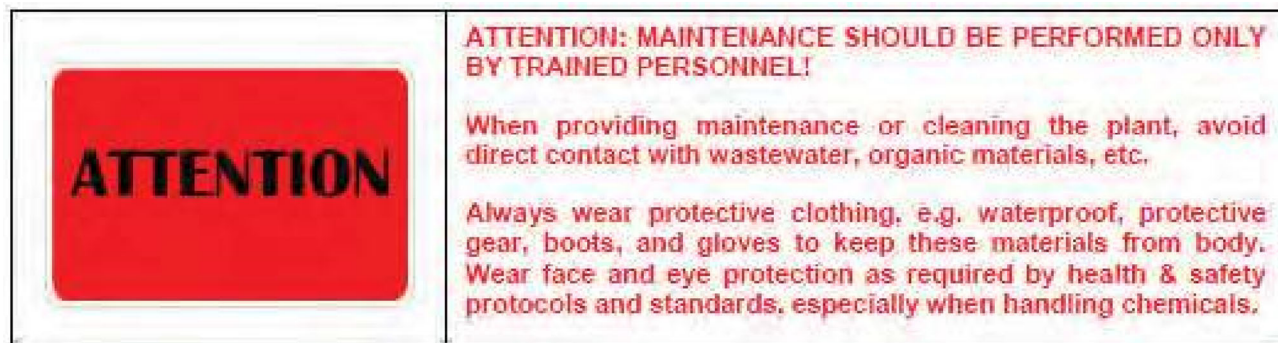 ATTENTION
ATTENTION: MAINTENANCE SHOULD BE PERFORMED ONLY
BY TRAINED PERSONNEL!
When providing maintenance or cleaning the plant, avoid
direct contact with wastewater, organic materials, etc.
Always wear protective clothing, e.g. waterproof, protective
gear, boots, and gloves to keep these materials from body.
Wear face and eye protection as required by health & safety
protocols and standards, especially when handling chemicals.